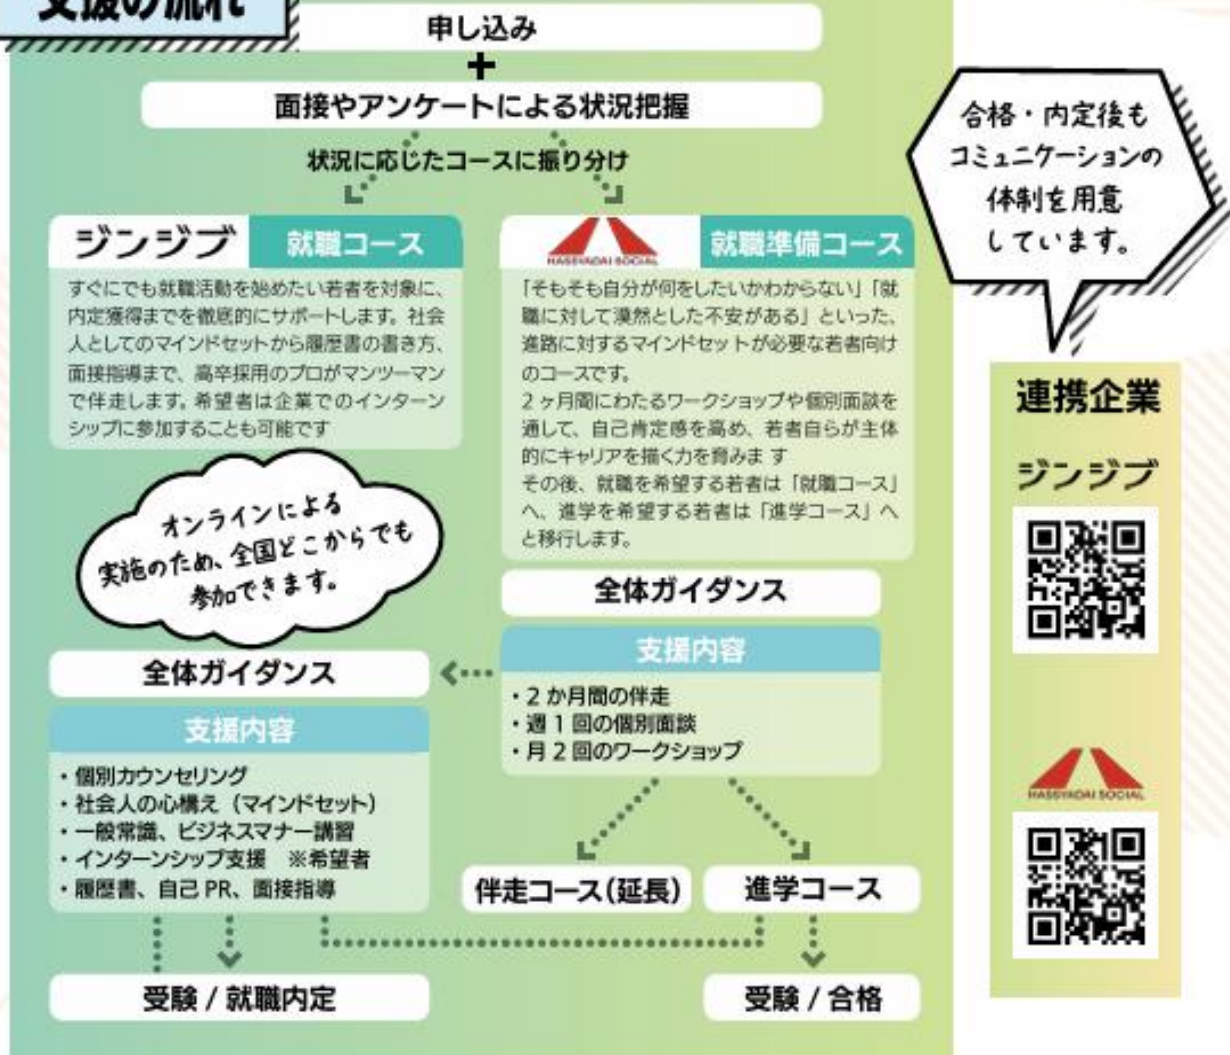 支援の流れ
申し込み
+
面接やアンケートによる状況把握
状況に応じたコースに振り分け
ジンジブ 就職コース
すぐにでも就職活動を始めたい若者を対象に、
内定獲得までを徹底的にサポートします。社会
人としてのマインドセットから履歴書の書き方、
面接指導まで、高卒採用のプロがマンツーマン
で伴走します。希望者は企業でのインターン
シップに参加することも可能です
HASSYADAI SOCIAL 就職準備コース
「そもそも自分が何をしたいかわからない」「就
職に対して漠然とした不安がある」といった、
進路に対するマインドセットが必要な若者向け
のコースです。
2ヶ月間にわたるワークショップや個別面談を
通して、自己肯定感を高め、若者自らが主体
的にキャリアを描く力を育みま す
その後、就職を希望する若者は「就職コース」
へ、進学を希望する若者は「進学コース」へ
と移行します。
オンラインによる
実施のため、全国どこからでも
参加できます。
全体ガイダンス
支援内容
・2か月間の伴走
・週1回の個別面談
・月2回のワークショップ
全体ガイダンス
支援内容
・個別カウンセリング
・社会人の心構え（マインドセット）
・一般常識、ビジネスマナー講習
・インターンシップ支援 ※希望者
・履歴書、自己PR、面接指導
伴走コース（延長）
進学コース
受験 / 就職内定
受験 / 合格
合格・内定後も
コミュニケーションの
体制を用意
しています。
連携企業
ジンジブ
HASSYADAI SOCIAL